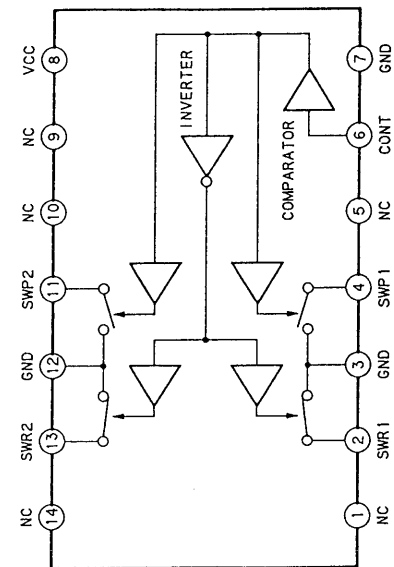 VCC
8
NC
9
NC
10
SWP2
11
GND
12
SWR2
13
NC
14
INVERTER
COMPARATOR
7
GND
6
CONT
5
NC
4
SWP1
3
GND
2
SWR1
1
NC